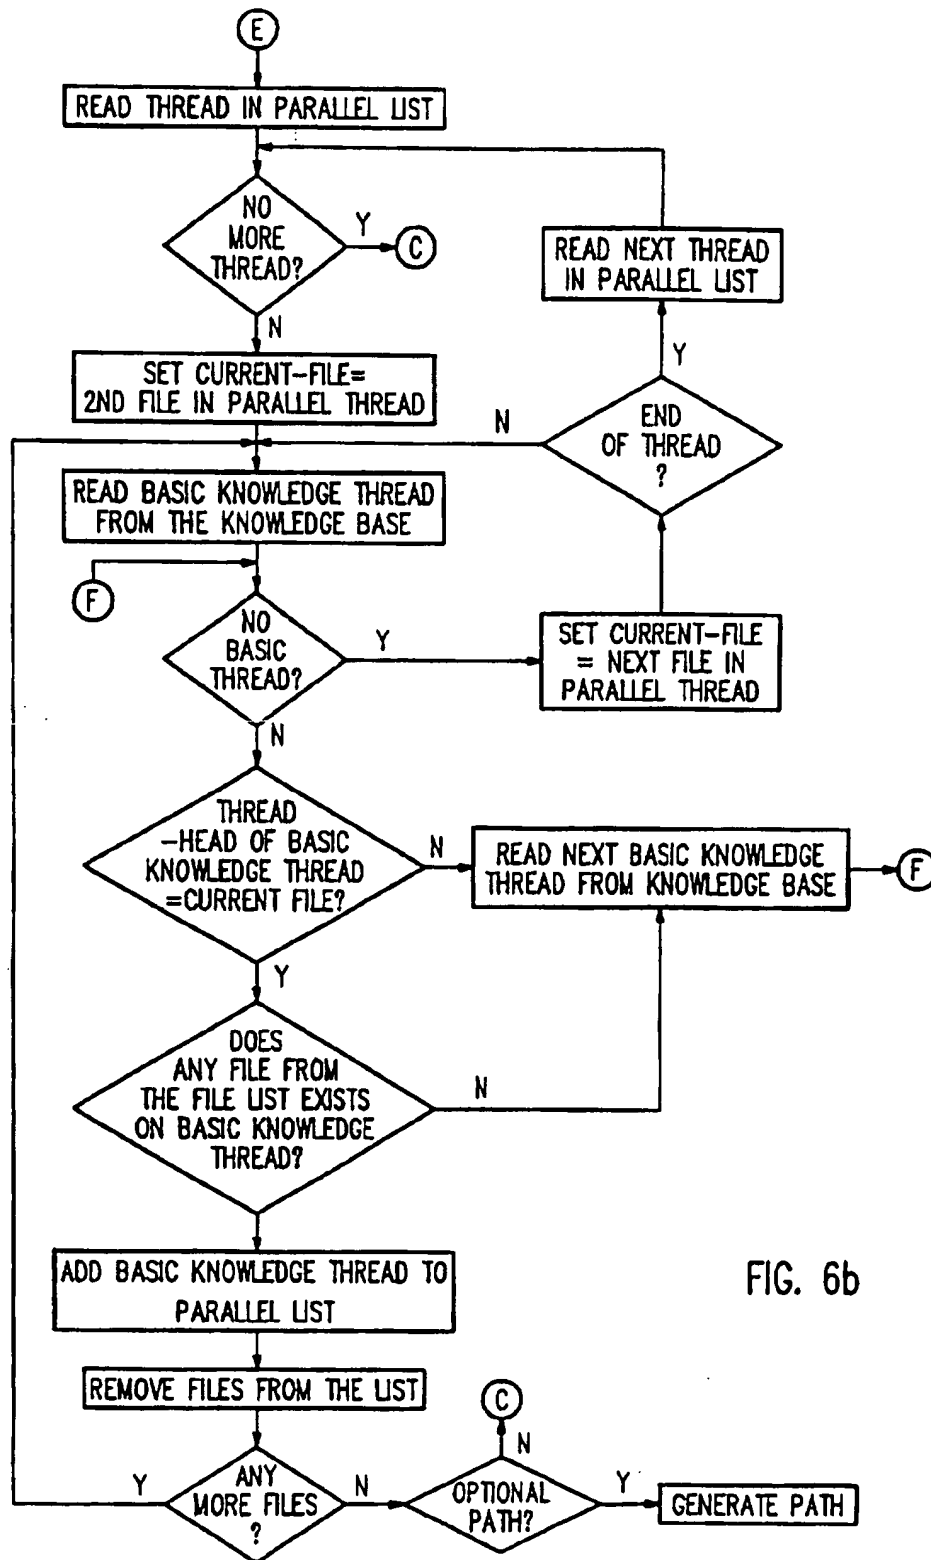 E
READ THREAD IN PARALLEL LIST
NO
MORE
THREAD?
Y
C
N
READ NEXT THREAD
IN PARALLEL LIST
SET CURRENT-FILE=
2ND FILE IN PARALLEL THREAD
Y
END
OF THREAD
?
N
READ BASIC KNOWLEDGE THREAD
FROM THE KNOWLEDGE BASE
F
NO
BASIC
THREAD?
Y
SET CURRENT-FILE
= NEXT FILE IN
PARALLEL THREAD
N
THREAD
-HEAD OF BASIC
KNOWLEDGE THREAD
=CURRENT FILE?
N
READ NEXT BASIC KNOWLEDGE
THREAD FROM KNOWLEDGE BASE
F
Y
DOES
ANY FILE FROM
THE FILE LIST EXISTS
ON BASIC KNOWLEDGE
THREAD?
N
ADD BASIC KNOWLEDGE THREAD TO
PARALLEL LIST
FIG. 6b
REMOVE FILES FROM THE LIST
C
N
Y
ANY
MORE FILES
?
N
OPTIONAL
PATH?
Y
GENERATE PATH